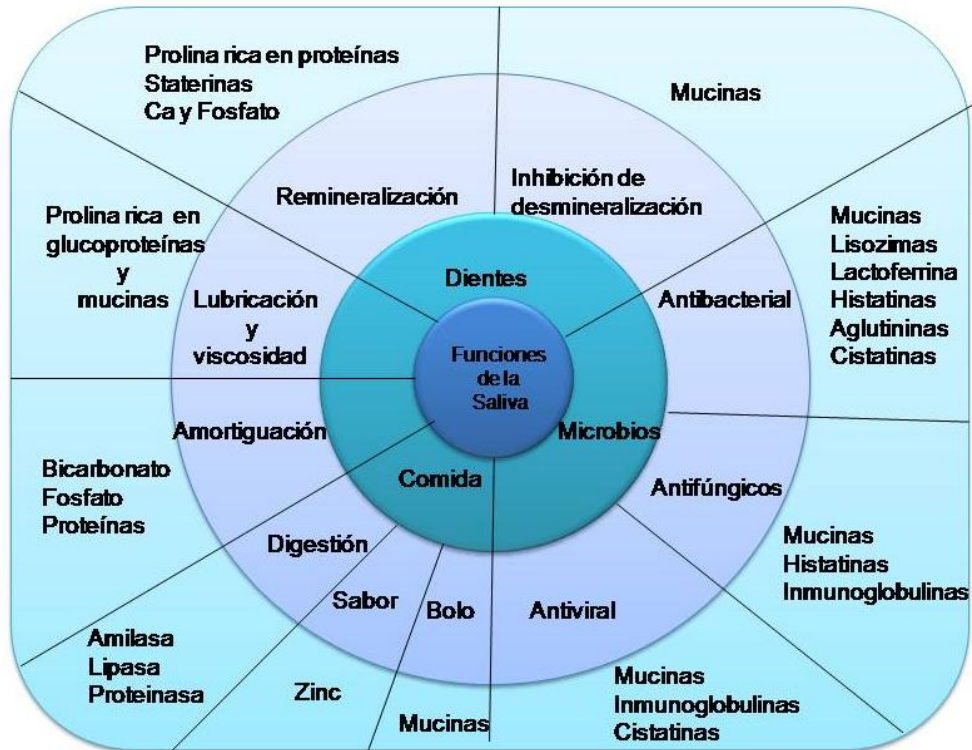 Prolina rica en proteínas
Staterinas
Ca y Fosfato
Mucinas
Remineralización
Inhibición de
desmineralización
Prolina rica en
glucoproteínas
y
mucinas
Mucinas
Lisozimas
Lactoferrina
Histatinas
Aglutininas
Cistatinas
Dientes
Lubricación
y
viscosidad
Antibacterial
Funciones
de la
Saliva
Amortiguación
Microbios
Bicarbonato
Fosfato
Proteínas
Comida
Antifúngicos
Mucinas
Histatinas
Inmunoglobulinas
Digestión
Sabor
Bolo
Antiviral
Amilasa
Lipasa
Proteinasa
Zinc
Mucinas
Mucinas
Inmunoglobulinas
Cistatinas